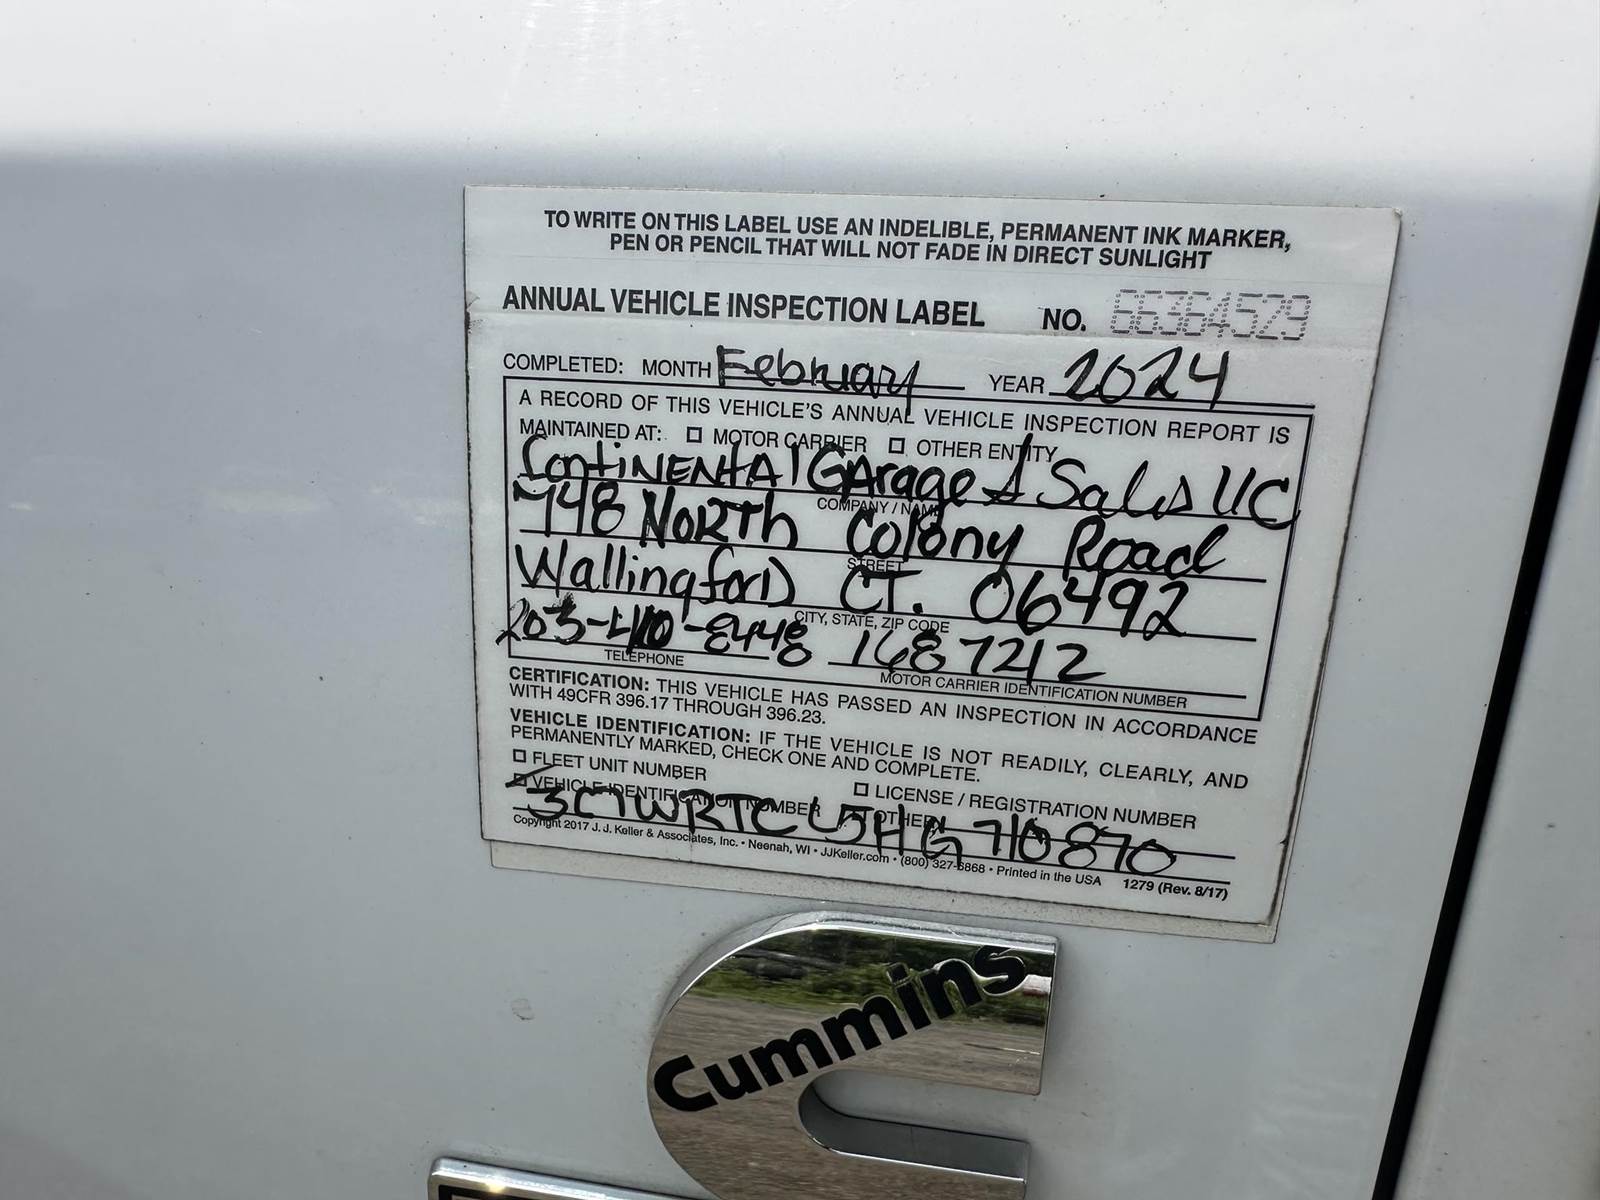 TO WRITE ON THIS LABEL USE AN INDELIBLE, PERMANENT INK MARKER,
PEN OR PENCIL THAT WILL NOT FADE IN DIRECT SUNLIGHT
ANNUAL VEHICLE INSPECTION LABEL NO. 66364529
COMPLETED: MONTH February YEAR 2024
A RECORD OF THIS VEHICLE'S ANNUAL VEHICLE INSPECTION REPORT IS
MAINTAINED AT: ☐ MOTOR CARRIER ☐ OTHER ENTITY
Continental Garage & Sales LLC
COMPANY / NAME
748 North Colony Road
STREET
Wallingford CT. 06492
CITY, STATE, ZIP CODE
203- -8448 1687212
TELEPHONE MOTOR CARRIER IDENTIFICATION NUMBER
CERTIFICATION: THIS VEHICLE HAS PASSED AN INSPECTION IN ACCORDANCE
WITH 49CFR 396.17 THROUGH 396.23.
VEHICLE IDENTIFICATION: IF THE VEHICLE IS NOT READILY, CLEARLY, AND
PERMANENTLY MARKED, CHECK ONE AND COMPLETE.
☐ FLEET UNIT NUMBER ☐ LICENSE / REGISTRATION NUMBER
☐ VEHICLE IDENTIFICATION NUMBER ☐ OTHER
3C7WRTCL5HG710870
Copyright 2017 J. J. Keller & Associates, Inc. • Neenah, WI • JJKeller.com • (800) 327-6868 • Printed in the USA 1279 (Rev. 8/17)
Cummins